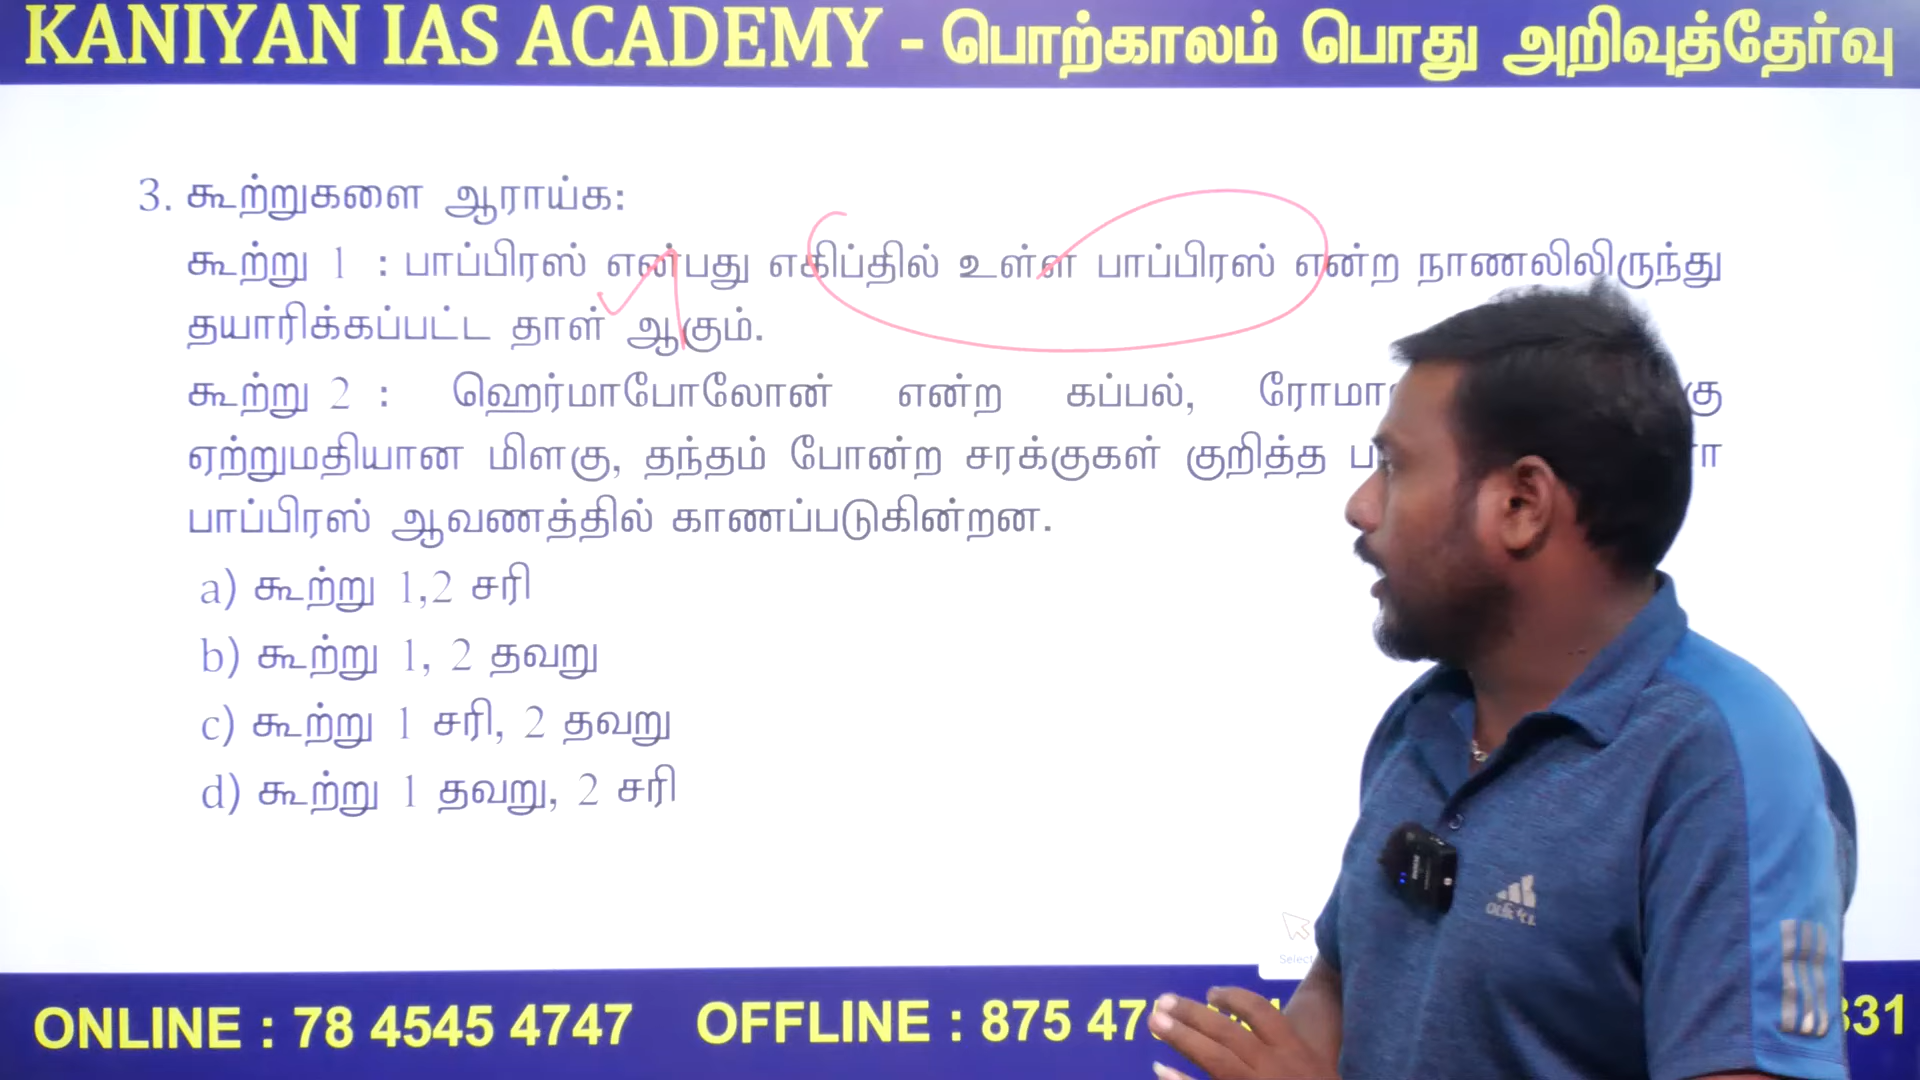 KANIYAN IAS ACADEMY - பொற்காலம் பொது அறிவுத்தேர்வு
3. கூற்றுகளை ஆராய்க:
கூற்று 1 : பாப்பிரஸ் என்பது எகிப்தில் உள்ள பாப்பிரஸ் என்ற நாணலிலிருந்து
தயாரிக்கப்பட்ட தாள் ஆகும்.
கூற்று 2 : ஹெர்மாபோலோன் என்ற கப்பல்,
ஏற்றுமதியான மிளகு, தந்தம் போன்ற சரக்குகள் குறித்த
பாப்பிரஸ் ஆவணத்தில் காணப்படுகின்றன.
a) கூற்று 1,2 சரி
b) கூற்று 1, 2 தவறு
c) கூற்று 1 சரி, 2 தவறு
d) கூற்று 1 தவறு, 2 சரி
Select
ONLINE : 78 4545 4747 OFFLINE : 875 47 331